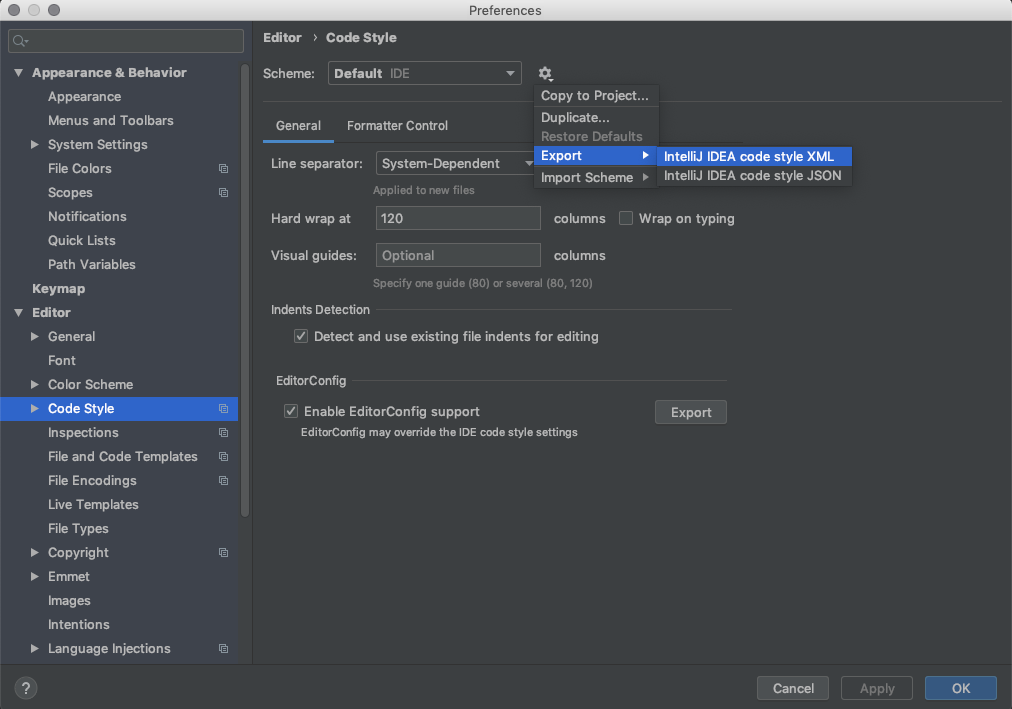 Preferences
Appearance & Behavior
Appearance
Menus and Toolbars
System Settings
File Colors
Scopes
Notifications
Quick Lists
Path Variables
Keymap
Editor
General
Font
Color Scheme
Code Style
Inspections
File and Code Templates
File Encodings
Live Templates
File Types
Copyright
Emmet
Images
Intentions
Language Injections
Editor › Code Style
Scheme: Default IDE
Copy to Project...
Duplicate...
Restore Defaults
Export
Import Scheme
IntelliJ IDEA code style XML
IntelliJ IDEA code style JSON
General Formatter Control
Line separator: System-Dependent
Applied to new files
Hard wrap at 120 columns Wrap on typing
Visual guides: Optional columns
Specify one guide (80) or several (80, 120)
Indents Detection
Detect and use existing file indents for editing
EditorConfig
Enable EditorConfig support Export
EditorConfig may override the IDE code style settings
? Cancel Apply OK